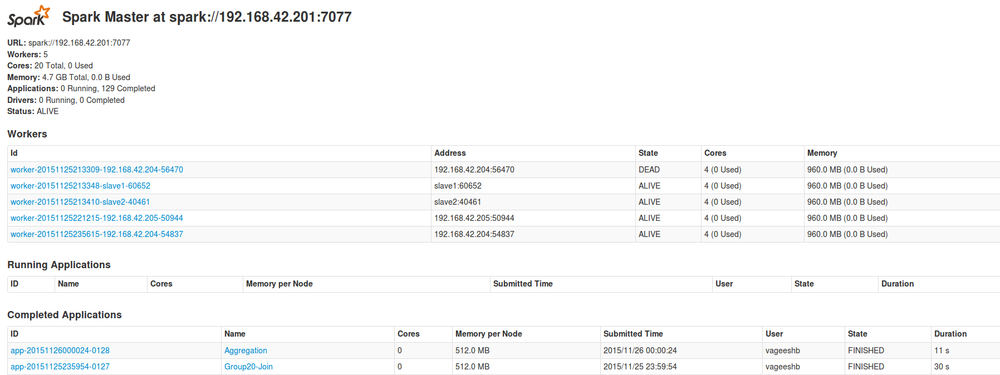 Spark Spark Master at spark://192.168.42.201:7077
URL: spark://192.168.42.201:7077
Workers: 5
Cores: 20 Total, 0 Used
Memory: 4.7 GB Total, 0.0 B Used
Applications: 0 Running, 129 Completed
Drivers: 0 Running, 0 Completed
Status: ALIVE
Workers
Id Address State Cores Memory
worker-20151125213309-192.168.42.204-56470 192.168.42.204:56470 DEAD 4 (0 Used) 960.0 MB (0.0 B Used)
worker-20151125213348-slave1-60652 slave1:60652 ALIVE 4 (0 Used) 960.0 MB (0.0 B Used)
worker-20151125213410-slave2-40461 slave2:40461 ALIVE 4 (0 Used) 960.0 MB (0.0 B Used)
worker-20151125221215-192.168.42.205-50944 192.168.42.205:50944 ALIVE 4 (0 Used) 960.0 MB (0.0 B Used)
worker-20151125235615-192.168.42.204-54837 192.168.42.204:54837 ALIVE 4 (0 Used) 960.0 MB (0.0 B Used)
Running Applications
ID Name Cores Memory per Node Submitted Time User State Duration
Completed Applications
ID Name Cores Memory per Node Submitted Time User State Duration
app-20151126000024-0128 Aggregation 0 512.0 MB 2015/11/26 00:00:24 vageeshb FINISHED 11 s
app-20151125235954-0127 Group20-Join 0 512.0 MB 2015/11/25 23:59:54 vageeshb FINISHED 30 s